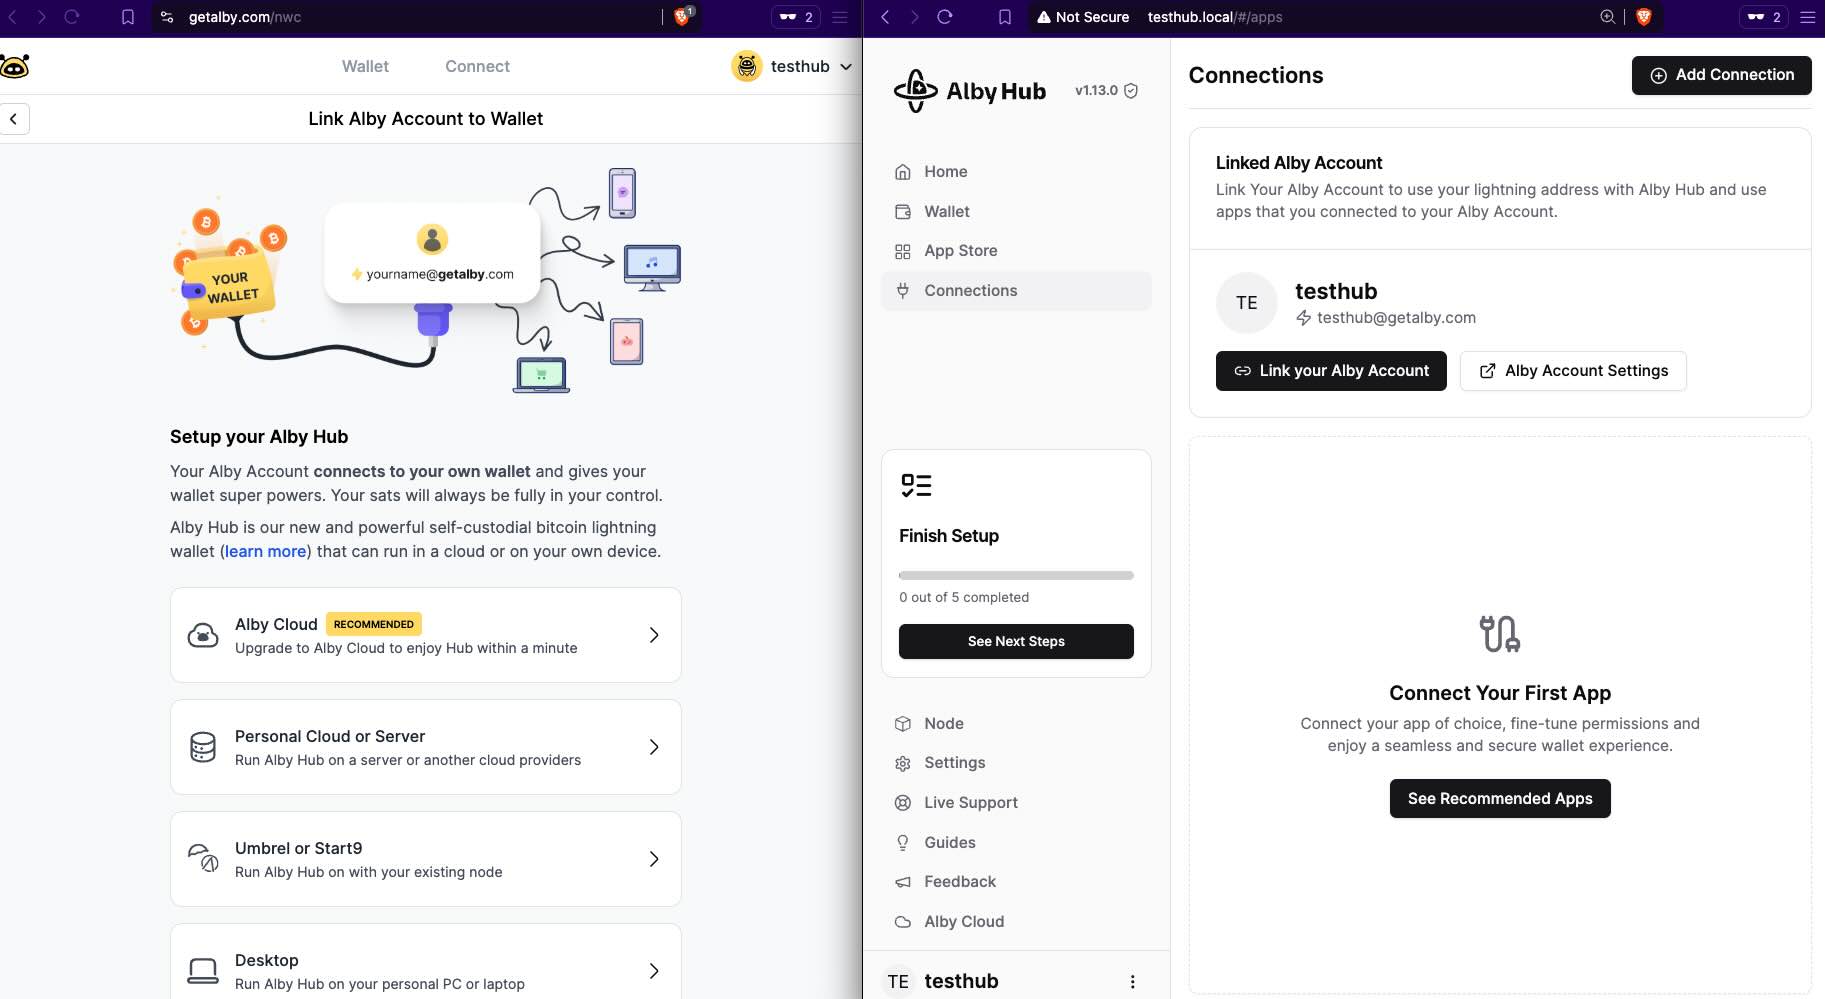 getalby.com/nwc
1
2
Wallet
Connect
testhub
Link Alby Account to Wallet
YOUR
WALLET
yourname@getalby.com
Setup your Alby Hub
Your Alby Account connects to your own wallet and gives your
wallet super powers. Your sats will always be fully in your control.
Alby Hub is our new and powerful self-custodial bitcoin lightning
wallet (learn more) that can run in a cloud or on your own device.
Alby Cloud RECOMMENDED
Upgrade to Alby Cloud to enjoy Hub within a minute
Personal Cloud or Server
Run Alby Hub on a server or another cloud providers
Umbrel or Start9
Run Alby Hub on with your existing node
Desktop
Run Alby Hub on your personal PC or laptop
Not Secure testhub.local/#/apps
2
Alby Hub
v1.13.0
Home
Wallet
App Store
Connections
Finish Setup
0 out of 5 completed
See Next Steps
Node
Settings
Live Support
Guides
Feedback
Alby Cloud
TE testhub
Connections
Add Connection
Linked Alby Account
Link Your Alby Account to use your lightning address with Alby Hub and use
apps that you connected to your Alby Account.
TE
testhub
testhub@getalby.com
Link your Alby Account
Alby Account Settings
Connect Your First App
Connect your app of choice, fine-tune permissions and
enjoy a seamless and secure wallet experience.
See Recommended Apps